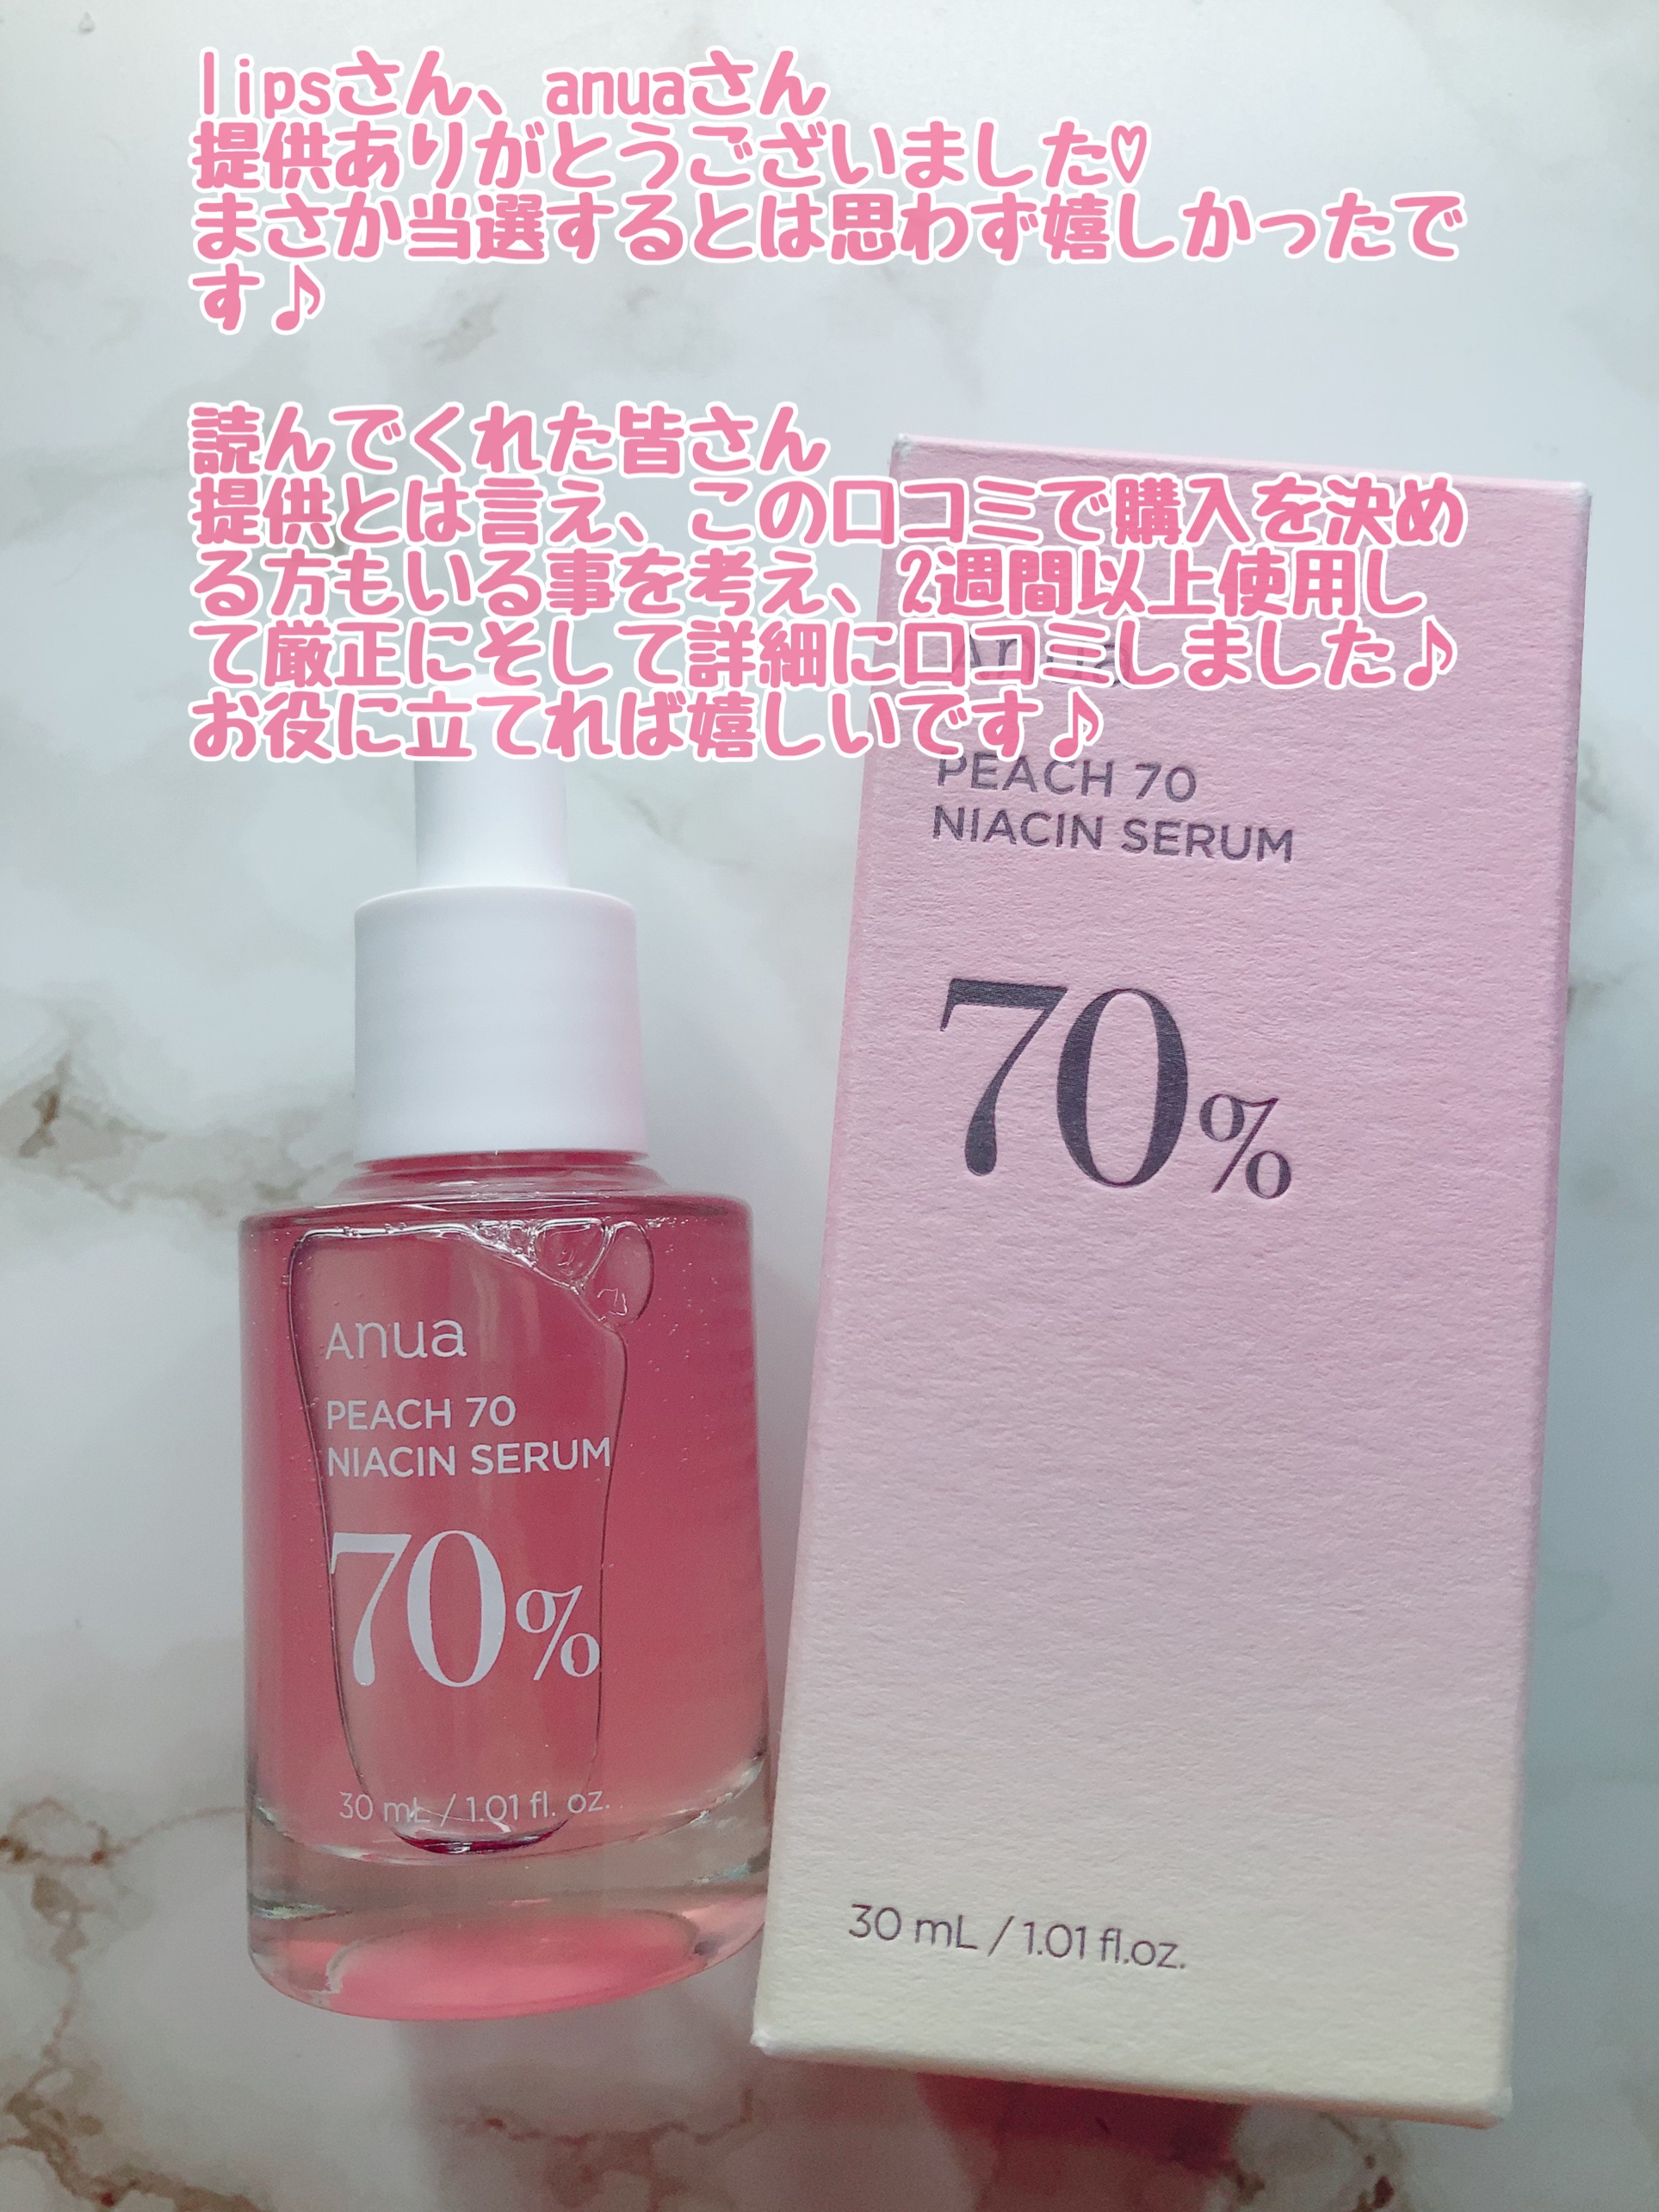 lipsさん、anuaさん
提供ありがとうございました♡
まさか当選するとは思わず嬉しかったで
す♪
読んでくれた皆さん
提供とは言え、この口コミで購入を決め
る方もいる事を考え、2週間以上使用し
て厳正にそして詳細に口コミしました♪
お役に立てれば嬉しいです♪
Anua
PEACH 70
NIACIN SERUM
70%
30 mL / 1.01 fl.oz.
Anua
PEACH 70
NIACIN SERUM
70%
30 mL / 1.01 fl. oz.